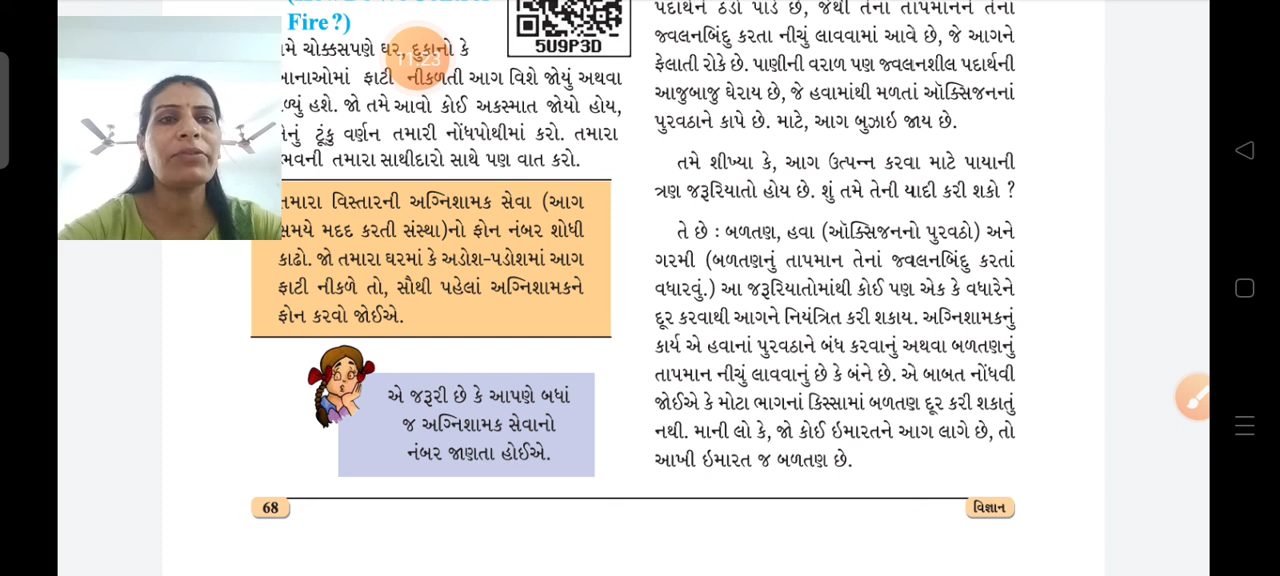 Fire?)
5U9P3D
ચોક્કસપણે ઘર, દુકાનો કે
11:23
ફાટી નીકળતી આગ વિશે જોયું અથવા
હશે. જો તમે આવો કોઈ અકસ્માત જોયો હોય,
ટૂંકુ વર્ણન તમારી નોંધપોથીમાં કરો. તમારા
તમારા સાથીદારો સાથે પણ વાત કરો.
તમારા વિસ્તારની અગ્નિશામક સેવા (આગ
સમયે મદદ કરતી સંસ્થા)નો ફોન નંબર શોધી
કાઢો. જો તમારા ઘરમાં કે અડોશ-પડોશમાં આગ
ફાટી નીકળે તો, સૌથી પહેલાં અગ્નિશામકને
ફોન કરવો જોઈએ.
એ જરૂરી છે કે આપણે બધાં
જ અગ્નિશામક સેવાનો
નંબર જાણતા હોઈએ.
પદાર્થને ઠંડો પાડે છે, જેથી તેના તાપમાનને તેના
જ્વલનબિંદુ કરતા નીચું લાવવામાં આવે છે, જે આગને
ફેલાતી રોકે છે. પાણીની વરાળ પણ જ્વલનશીલ પદાર્થની
આજુબાજુ ઘેરાય છે, જે હવામાંથી મળતાં ઑક્સિજનનાં
પુરવઠાને કાપે છે. માટે, આગ બુઝાઈ જાય છે.
તમે શીખ્યા કે, આગ ઉત્પન્ન કરવા માટે પાયાની
ત્રણ જરૂરિયાતો હોય છે. શું તમે તેની યાદી કરી શકો ?
તે છે : બળતણ, હવા (ઑક્સિજનનો પુરવઠો) અને
ગરમી (બળતણનું તાપમાન તેનાં જ્વલનબિંદુ કરતાં
વધારવું.) આ જરૂરિયાતોમાંથી કોઈ પણ એક કે વધારેને
દૂર કરવાથી આગને નિયંત્રિત કરી શકાય. અગ્નિશામકનું
કાર્ય એ હવાનાં પુરવઠાને બંધ કરવાનું અથવા બળતણનું
તાપમાન નીચું લાવવાનું છે કે બંને છે. એ બાબત નોંધવી
જોઈએ કે મોટા ભાગનાં કિસ્સામાં બળતણ દૂર કરી શકાતું
નથી. માની લો કે, જો કોઈ ઇમારતને આગ લાગે છે, તો
આખી ઇમારત જ બળતણ છે.
68
વિજ્ઞાન